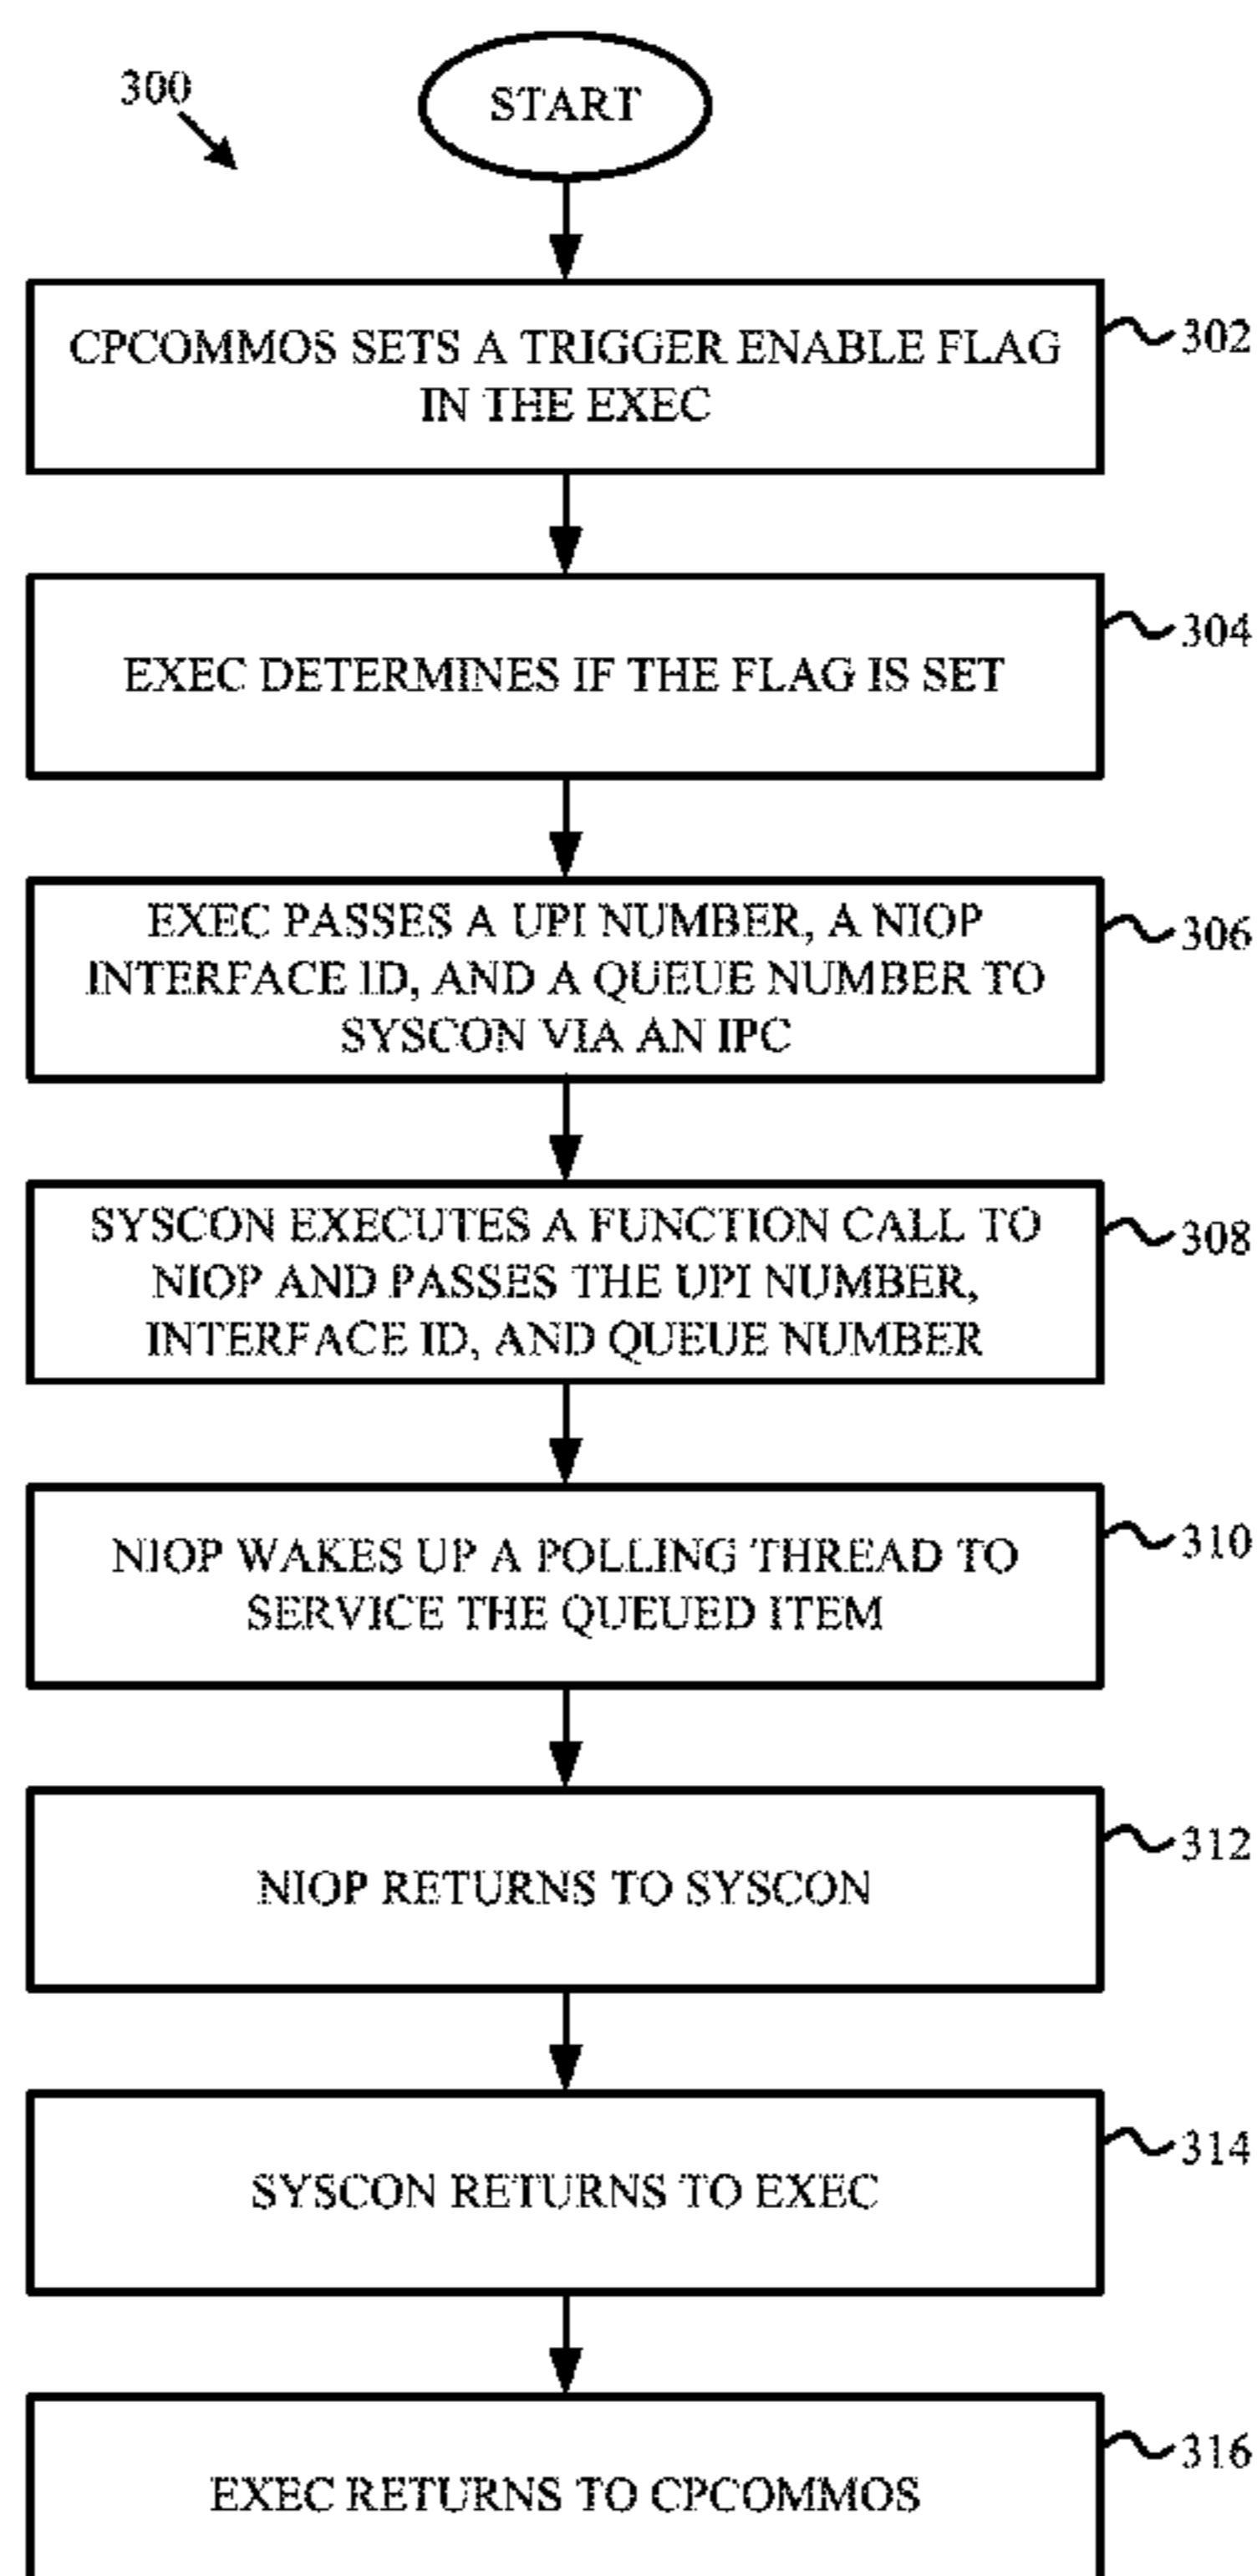 300
START
CPCOMMOS SETS A TRIGGER ENABLE FLAG
IN THE EXEC
302
EXEC DETERMINES IF THE FLAG IS SET
304
EXEC PASSES A UPI NUMBER, A NIOP
INTERFACE ID, AND A QUEUE NUMBER TO
SYSCON VIA AN IPC
306
SYSCON EXECUTES A FUNCTION CALL TO
NIOP AND PASSES THE UPI NUMBER,
INTERFACE ID, AND QUEUE NUMBER
308
NIOP WAKES UP A POLLING THREAD TO
SERVICE THE QUEUED ITEM
310
NIOP RETURNS TO SYSCON
312
SYSCON RETURNS TO EXEC
314
EXEC RETURNS TO CPCOMMOS
316